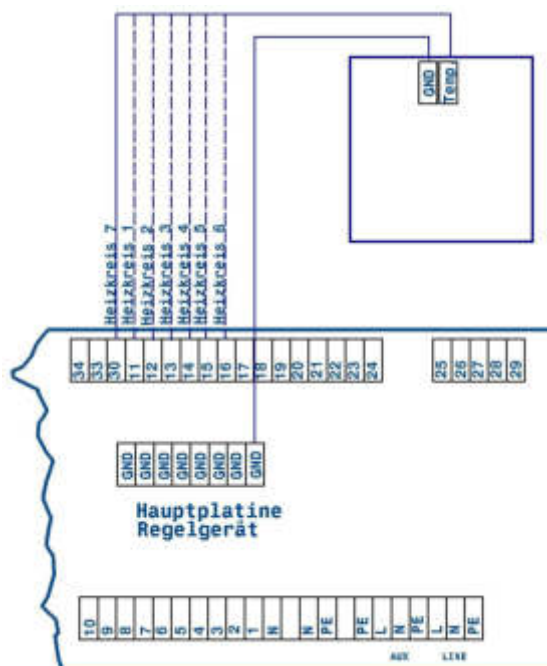 GND
Temp
Heizkreis 7
Heizkreis 1
Heizkreis 2
Heizkreis 3
Heizkreis 4
Heizkreis 5
Heizkreis 6
34 33 30 11 12 13 14 15 16 17 18 19 20 21 22 23 24 25 26 27 28 29
GND GND GND GND GND GND GND GND
Hauptplatine
Regelgerät
10 9 8 7 6 5 4 3 2 1 N N PE PE L N PE L N PE
AUX LINE